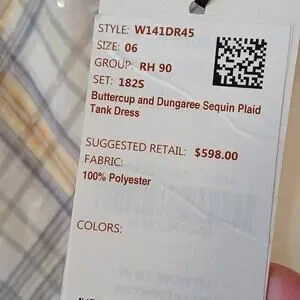 STYLE: W141DR45
SIZE: 06
GROUP: RH 90
SET: 182S
Buttercup and Dungaree Sequin Plaid
Tank Dress
SUGGESTED RETAIL: $598.00
FABRIC:
100% Polyester
COLORS: